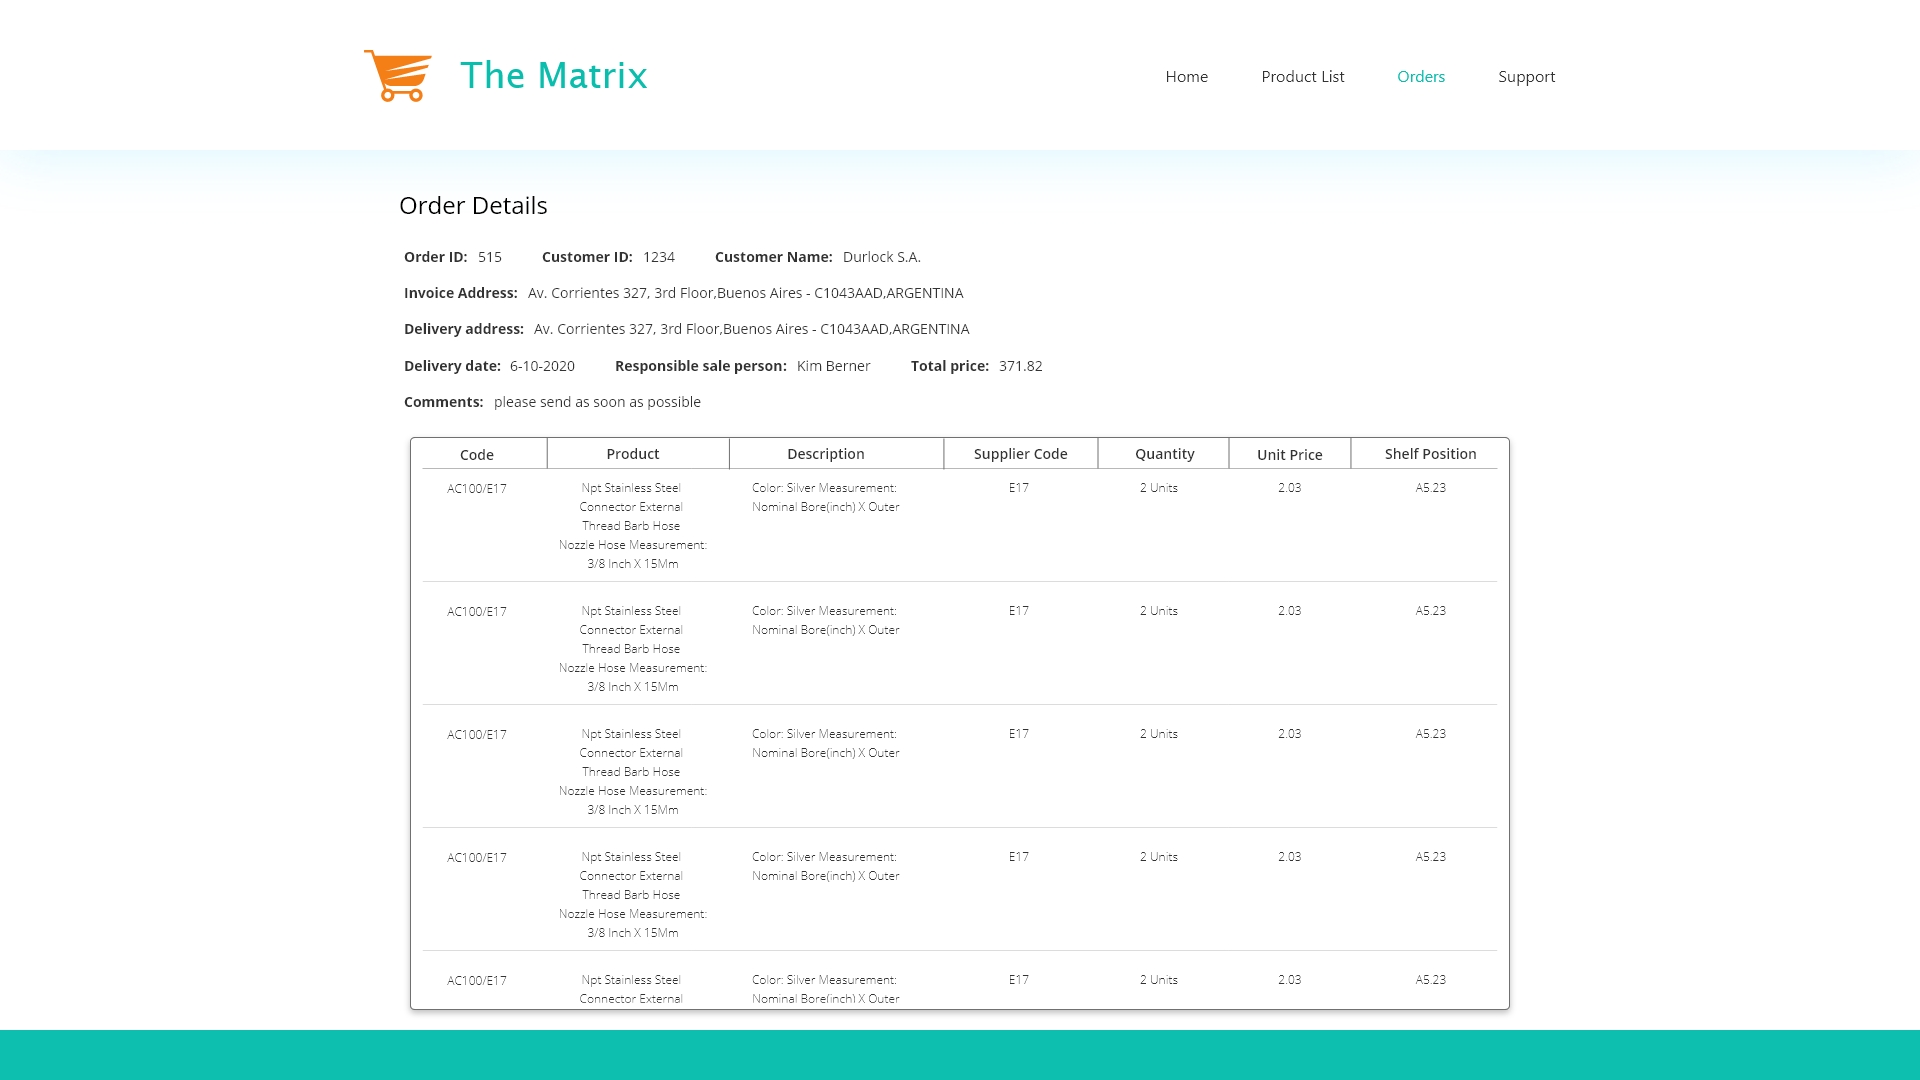 The Matrix
Home Product List Orders Support
Order Details
Order ID: 515 Customer ID: 1234 Customer Name: Durlock S.A.
Invoice Address: Av. Corrientes 327, 3rd Floor,Buenos Aires - C1043AAD,ARGENTINA
Delivery address: Av. Corrientes 327, 3rd Floor,Buenos Aires - C1043AAD,ARGENTINA
Delivery date: 6-10-2020 Responsible sale person: Kim Berner Total price: 371.82
Comments: please send as soon as possible
Code Product Description Supplier Code Quantity Unit Price Shelf Position
AC100/E17 Npt Stainless Steel Color: Silver Measurement: E17 2 Units 2.03 A5.23
Connector External Nominal Bore(inch) X Outer
Thread Barb Hose
Nozzle Hose Measurement:
3/8 Inch X 15Mm
AC100/E17 Npt Stainless Steel Color: Silver Measurement: E17 2 Units 2.03 A5.23
Connector External Nominal Bore(inch) X Outer
Thread Barb Hose
Nozzle Hose Measurement:
3/8 Inch X 15Mm
AC100/E17 Npt Stainless Steel Color: Silver Measurement: E17 2 Units 2.03 A5.23
Connector External Nominal Bore(inch) X Outer
Thread Barb Hose
Nozzle Hose Measurement:
3/8 Inch X 15Mm
AC100/E17 Npt Stainless Steel Color: Silver Measurement: E17 2 Units 2.03 A5.23
Connector External Nominal Bore(inch) X Outer
Thread Barb Hose
Nozzle Hose Measurement:
3/8 Inch X 15Mm
AC100/E17 Npt Stainless Steel Color: Silver Measurement: E17 2 Units 2.03 A5.23
Connector External Nominal Bore(inch) X Outer